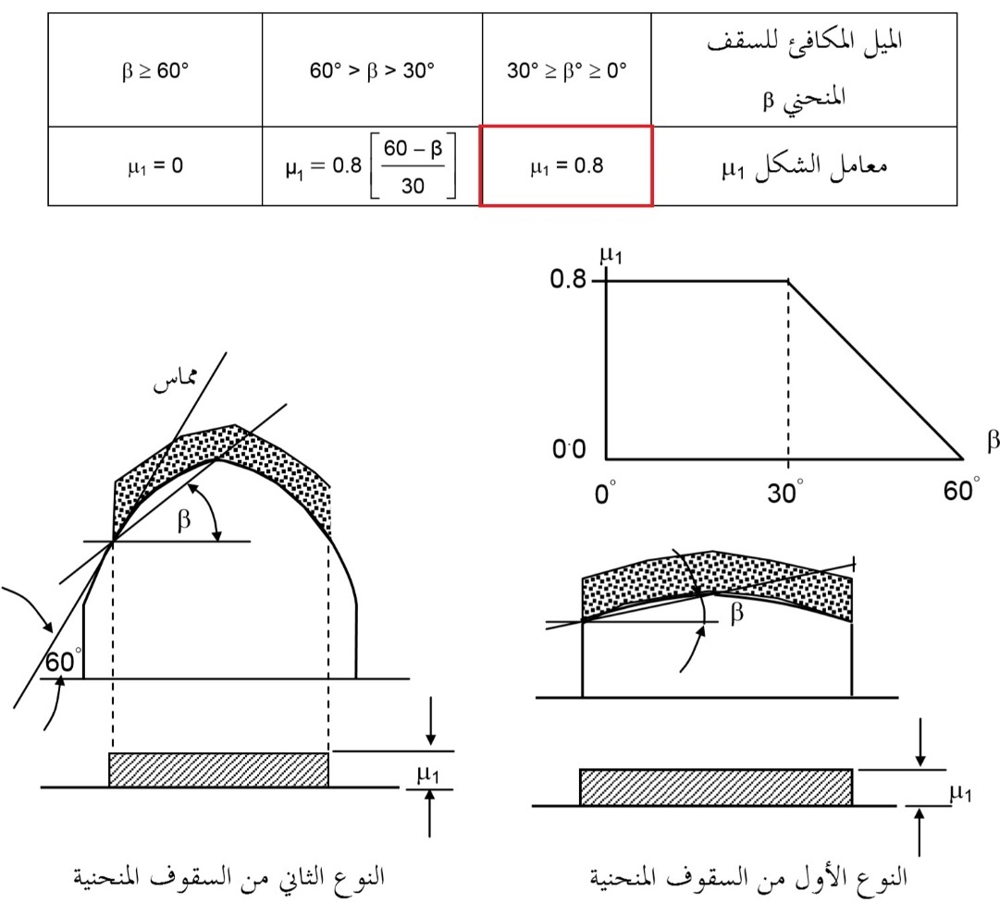 الميل المكافئ للسقف
المنحني β
30° ≥ β° ≥ 0°
60° > β > 30°
β ≥ 60°
معامل الشكل μ₁
μ₁ = 0.8
μ₁ = 0.8 [(60 – β)/30]
μ₁ = 0
μ₁
0.8
0.0
β
0°
30°
60°
مماس
β
60°
β
μ₁
μ₁
النوع الأول من السقوف المنحنية
النوع الثاني من السقوف المنحنية